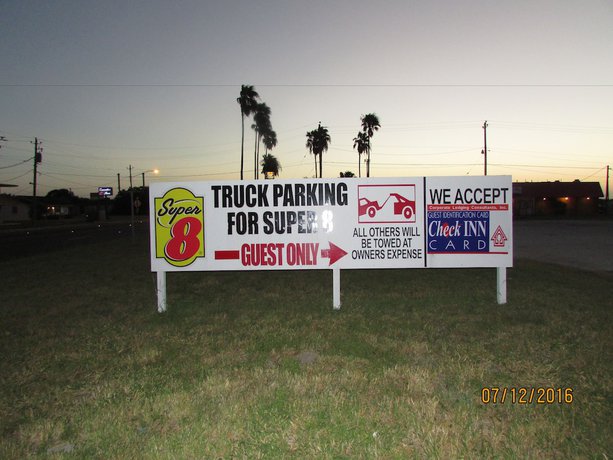 Super
8
TRUCK PARKING
FOR SUPER 8
GUEST ONLY
ALL OTHERS WILL
BE TOWED AT
OWNERS EXPENSE
WE ACCEPT
Corporate Lodging Consultants, Inc.
GUEST IDENTIFICATION CARD
Check INN
CARD
07/12/2016